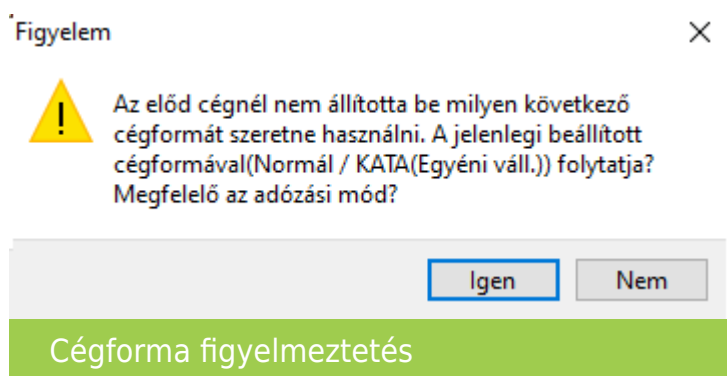 Figyelem
Az előd cégnél nem állította be milyen következő
cégformát szeretne használni. A jelenlegi beállított
cégformával(Normál / KATA(Egyéni váll.)) folytatja?
Megfelelő az adózási mód?
Igen
Nem
Cégforma figyelmeztetés